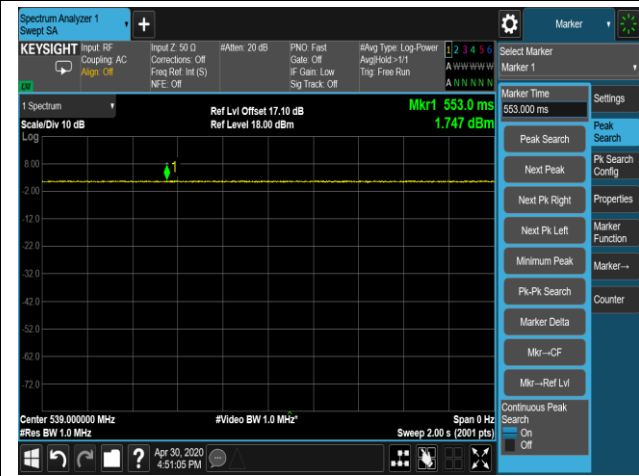 Spectrum Analyzer 1
Swept SA
Marker
KEYSIGHT
Input: RF
Coupling: AC
Align: Off
Input Z: 50 Ω
Corrections: Off
Freq Ref: Int (S)
NFE: Off
#Atten: 20 dB
PNO: Fast
Gate: Off
IF Gain: Low
Sig Track: Off
#Avg Type: Log-Power
Avg|Hold:>1/1
Trig: Free Run
1 2 3 4 5 6
A W W W W W
A N N N N N
Select Marker
Marker 1
1 Spectrum
Scale/Div 10 dB
Log
Ref Lvl Offset 17.10 dB
Ref Level 18.00 dBm
Mkr1 553.0 ms
1.747 dBm
1
8.00
-2.00
-12.0
-22.0
-32.0
-42.0
-52.0
-62.0
-72.0
Center 539.000000 MHz
#Res BW 1.0 MHz
#Video BW 1.0 MHz*
Span 0 Hz
Sweep 2.00 s (2001 pts)
Marker Time
553.000 ms
Peak Search
Next Peak
Next Pk Right
Next Pk Left
Minimum Peak
Pk-Pk Search
Marker Delta
Mkr→CF
Mkr→Ref Lvl
Continuous Peak
Search
On
Off
Settings
Peak
Search
Pk Search
Config
Properties
Marker
Function
Marker→
Counter
Apr 30, 2020
4:51:05 PM